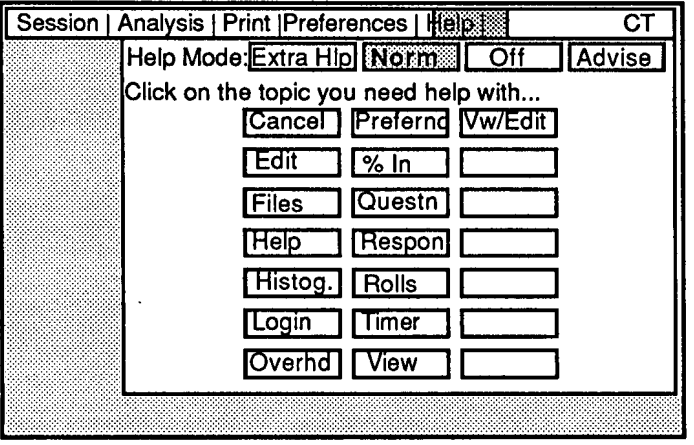 Session | Analysis | Print | Preferences | Help | CT
Help Mode: Extra Hlp Norm Off Advise
Click on the topic you need help with...
Cancel Prefernc Vw/Edit
Edit % In
Files Questn
Help Respon
Histog. Rolls
Login Timer
Overhd View